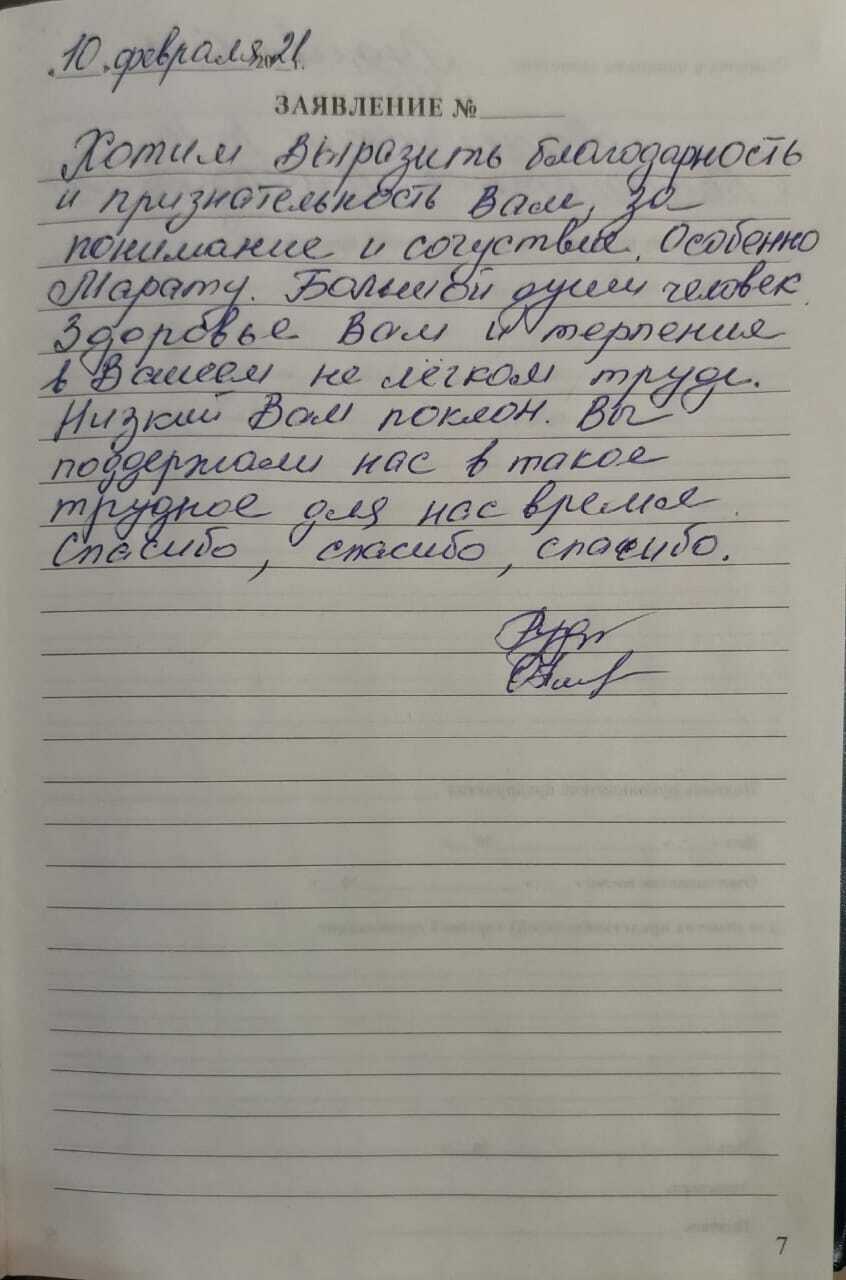 „10" февраля 2021 г.
ЗАЯВЛЕНИЕ №
Хотим Выразить благодарность
и признательность Вам, за
понимание и согуствие. Особенно
Марату. Большой души человек.
Здоровье Вам и терпения
в Вашем не лёгком труде.
Низкий Вам поклон. Вы
поддержали нас в такое
трудное для нас время.
Спасибо, спасибо, спасибо.
7